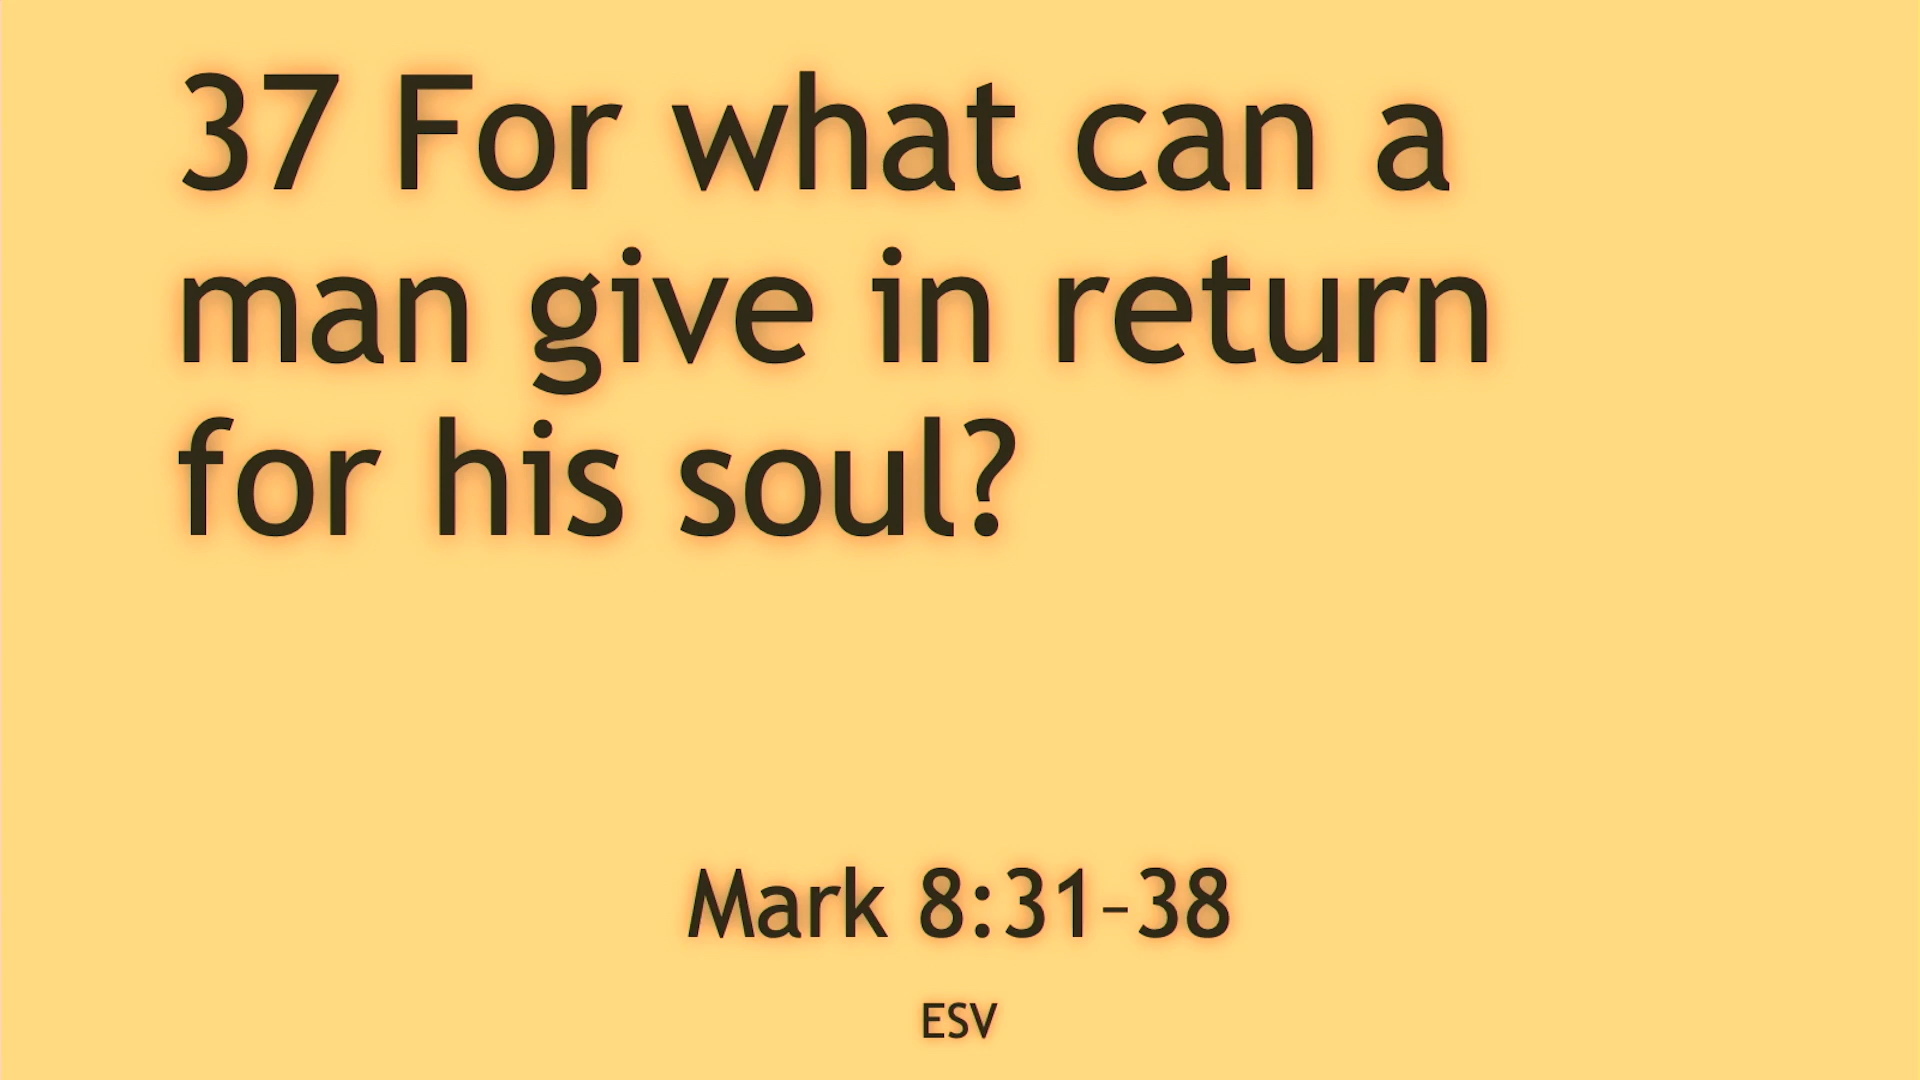 37 For what can a
man give in return
for his soul?
Mark 8:31–38
ESV